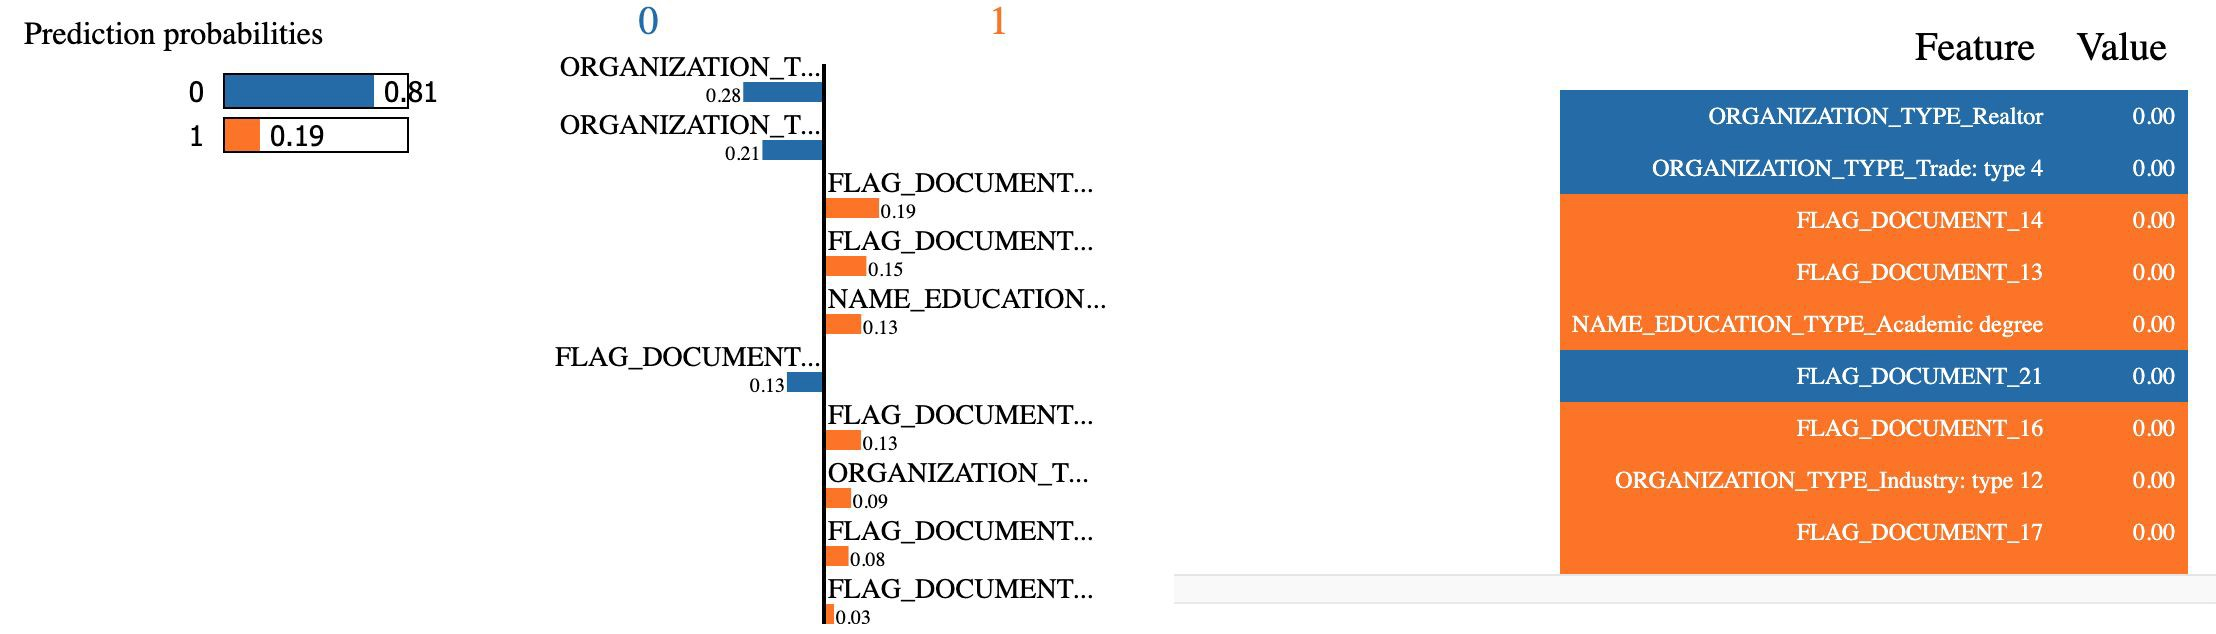 Prediction probabilities
0 0.81
1 0.19
0 1
ORGANIZATION_T...
0.28
ORGANIZATION_T...
0.21
FLAG_DOCUMENT...
0.19
FLAG_DOCUMENT...
0.15
NAME_EDUCATION...
0.13
FLAG_DOCUMENT...
0.13
FLAG_DOCUMENT...
0.13
ORGANIZATION_T...
0.09
FLAG_DOCUMENT...
0.08
FLAG_DOCUMENT...
0.03
Feature Value
ORGANIZATION_TYPE_Realtor 0.00
ORGANIZATION_TYPE_Trade: type 4 0.00
FLAG_DOCUMENT_14 0.00
FLAG_DOCUMENT_13 0.00
NAME_EDUCATION_TYPE_Academic degree 0.00
FLAG_DOCUMENT_21 0.00
FLAG_DOCUMENT_16 0.00
ORGANIZATION_TYPE_Industry: type 12 0.00
FLAG_DOCUMENT_17 0.00